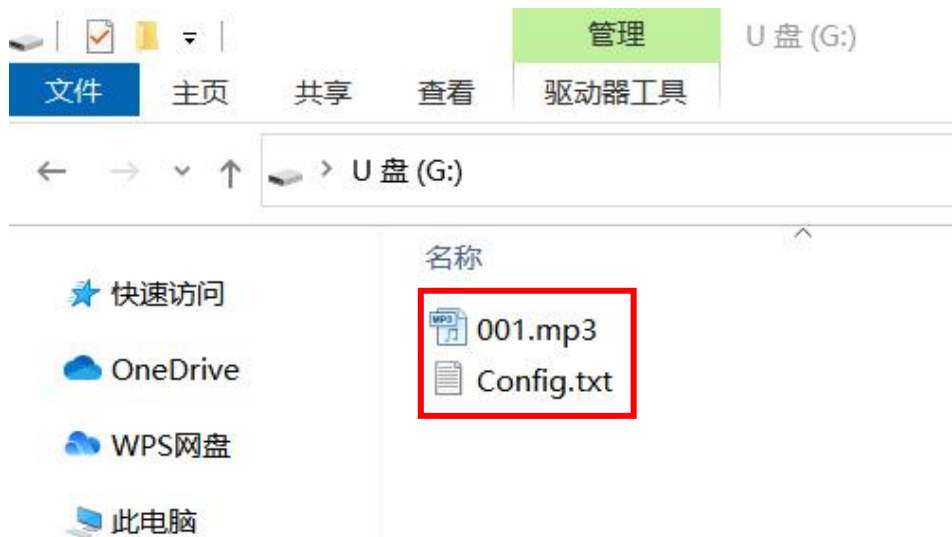 管理
U 盘 (G:)
文件
主页
共享
查看
驱动器工具
U 盘 (G:)
名称
快速访问
MP3
001.mp3
OneDrive
Config.txt
WPS网盘
此电脑